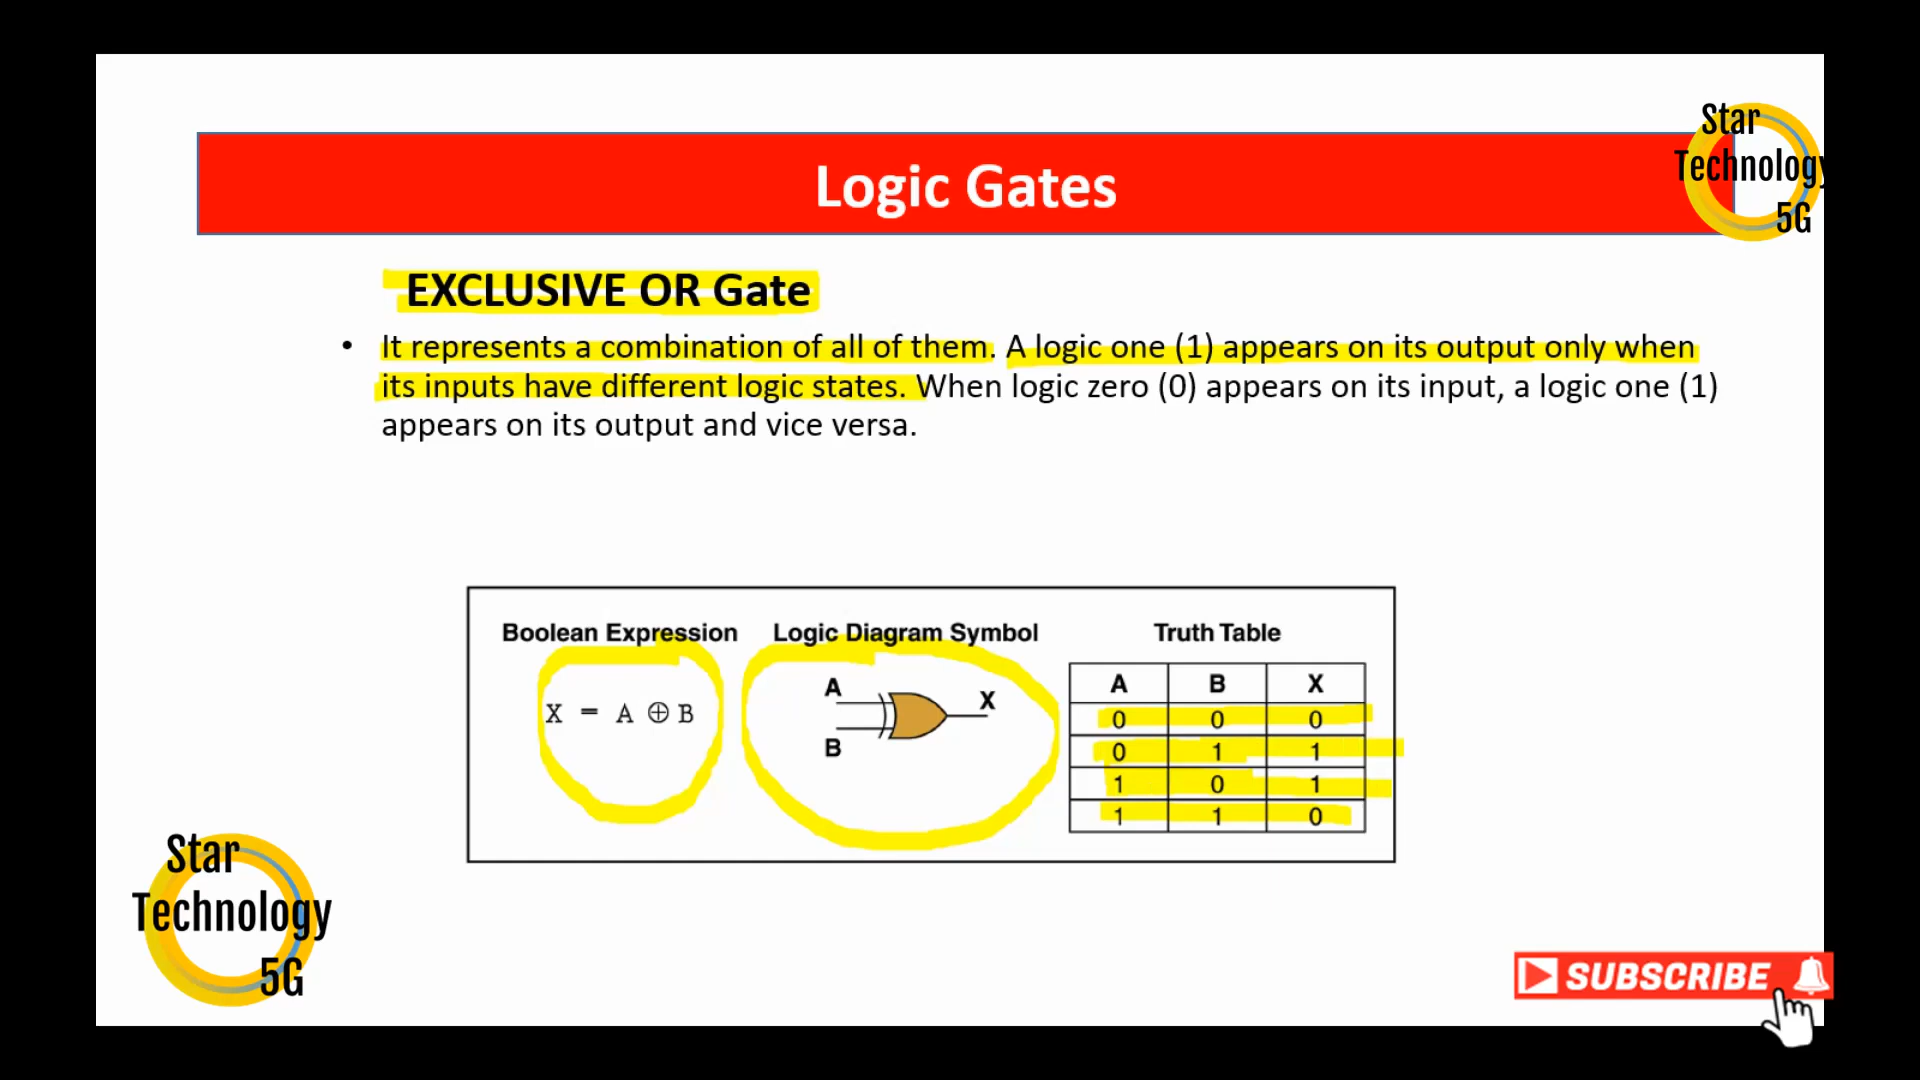 Star
Technology
5G
Logic Gates
EXCLUSIVE OR Gate
• It represents a combination of all of them. A logic one (1) appears on its output only when
its inputs have different logic states. When logic zero (0) appears on its input, a logic one (1)
appears on its output and vice versa.
Boolean Expression
X = A ⊕ B
Logic Diagram Symbol
A
B
X
Truth Table
A B X
0 0 0
0 1 1
1 0 1
1 1 0
Star
Technology
5G
SUBSCRIBE